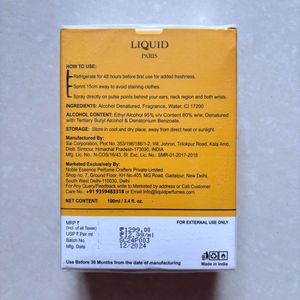 LIQUID
PARIS
HOW TO USE:
Refrigerate for 48 hours before first use for added freshness.
Sprint 15cm away to avoid staining clothes.
Spray directly on pulse points behind your ears, neck region and both wrists.
INGREDIENTS: Alcohol Denatured, Fragrance, Water, CI 17200
ALCOHOL CONTENT: Ethyl Alcohol 95% v/v Content 80% w/w, Denatured
with Tertiary Butyl Alcohol & Denatonium Benzoate.
STORAGE: Store in cool and dry place, away from direct heat or sunlight.
Manufactured by:
Sai Corporation, Plot No. 353/196/195/2, Vill. Johron, Trilokpur Road, Kala Amb,
Distt. Sirmour, Himachal Pradesh-173030, India
Mfg. Lic. No.: N-COS/16/43, St. Exc. Lic.: SMR-01-2017-2018
Marketed Exclusively by:
Noble Essence Perfume Crafters Private Limited
Shop no. 7, Ground Floor, KH No-405, MG Road, Gadaipur, New Delhi,
South West Delhi-110030, Delhi
For Any Query/Feedback write to Marketed by Address or Customer Care
No: +91 9359483318 or Email us at info@liquidperfumes.com
CONTENT: 100ml / 3.4 fl. oz.
MRP ₹
(Incl. of all Taxes)
₹1299.00
USP ₹ Per ml
₹12.99/ml
Batch No.
SC24P003
Mfg. Date
12/2024
FOR EXTERNAL USE ONLY
Made in India
Use Before 36 Months from the date of manufacturing